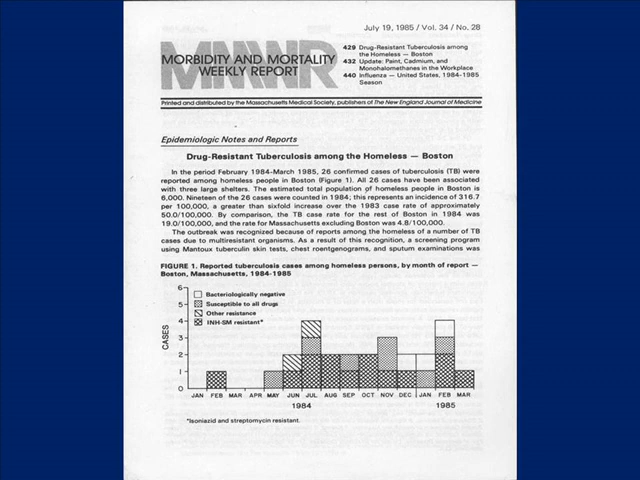 July 19, 1985 / Vol. 34 / No. 28
MMWR
MORBIDITY AND MORTALITY
WEEKLY REPORT
429 Drug-Resistant Tuberculosis among
the Homeless — Boston
432 Update: Paint, Cadmium, and
Monohalomethanes in the Workplace
440 Influenza — United States, 1984-1985
Season
Printed and distributed by the Massachusetts Medical Society, publishers of The New England Journal of Medicine
Epidemiologic Notes and Reports
Drug-Resistant Tuberculosis among the Homeless — Boston
In the period February 1984-March 1985, 26 confirmed cases of tuberculosis (TB) were
reported among homeless people in Boston (Figure 1). All 26 cases have been associated
with three large shelters. The estimated total population of homeless people in Boston is
6,000. Nineteen of the 26 cases were counted in 1984; this represents an incidence of 316.7
per 100,000, a greater than sixfold increase over the 1983 case rate of approximately
50.0/100,000. By comparison, the TB case rate for the rest of Boston in 1984 was
19.0/100,000, and the rate for Massachusetts excluding Boston was 4.8/100,000.
The outbreak was recognized because of reports among the homeless of a number of TB
cases due to multiresistant organisms. As a result of this recognition, a screening program
using Mantoux tuberculin skin tests, chest roentgenograms, and sputum examinations was
FIGURE 1. Reported tuberculosis cases among homeless persons, by month of report —
Boston, Massachusetts, 1984-1985
6
5
4
3
2
1
0
CASES
Bacteriologically negative
Susceptible to all drugs
Other resistance
INH-SM resistant*
JAN FEB MAR APR MAY JUN JUL AUG SEP OCT NOV DEC JAN FEB MAR
1984 1985
*Isoniazid and streptomycin resistant.